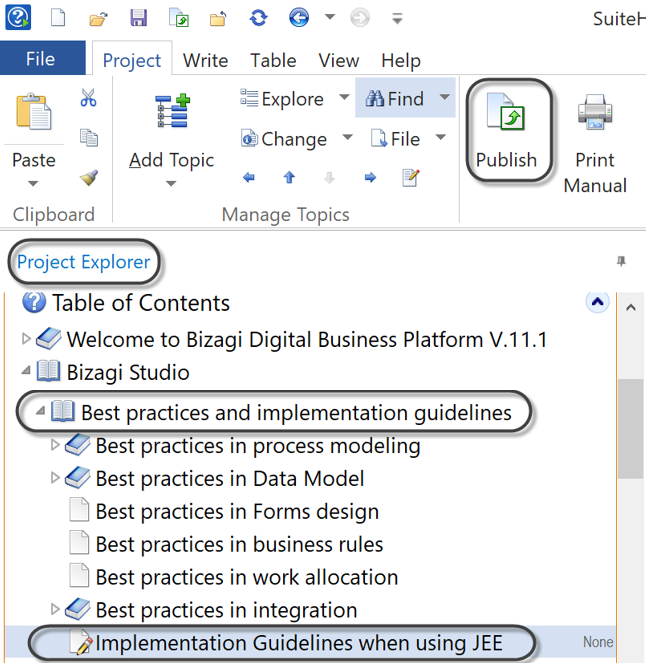 SuiteH
File Project Write Table View Help
Explore Find
Change File
Paste Add Topic Publish Print
Manual
Clipboard Manage Topics
Project Explorer
Table of Contents
Welcome to Bizagi Digital Business Platform V.11.1
Bizagi Studio
Best practices and implementation guidelines
Best practices in process modeling
Best practices in Data Model
Best practices in Forms design
Best practices in business rules
Best practices in work allocation
Best practices in integration
Implementation Guidelines when using JEE None